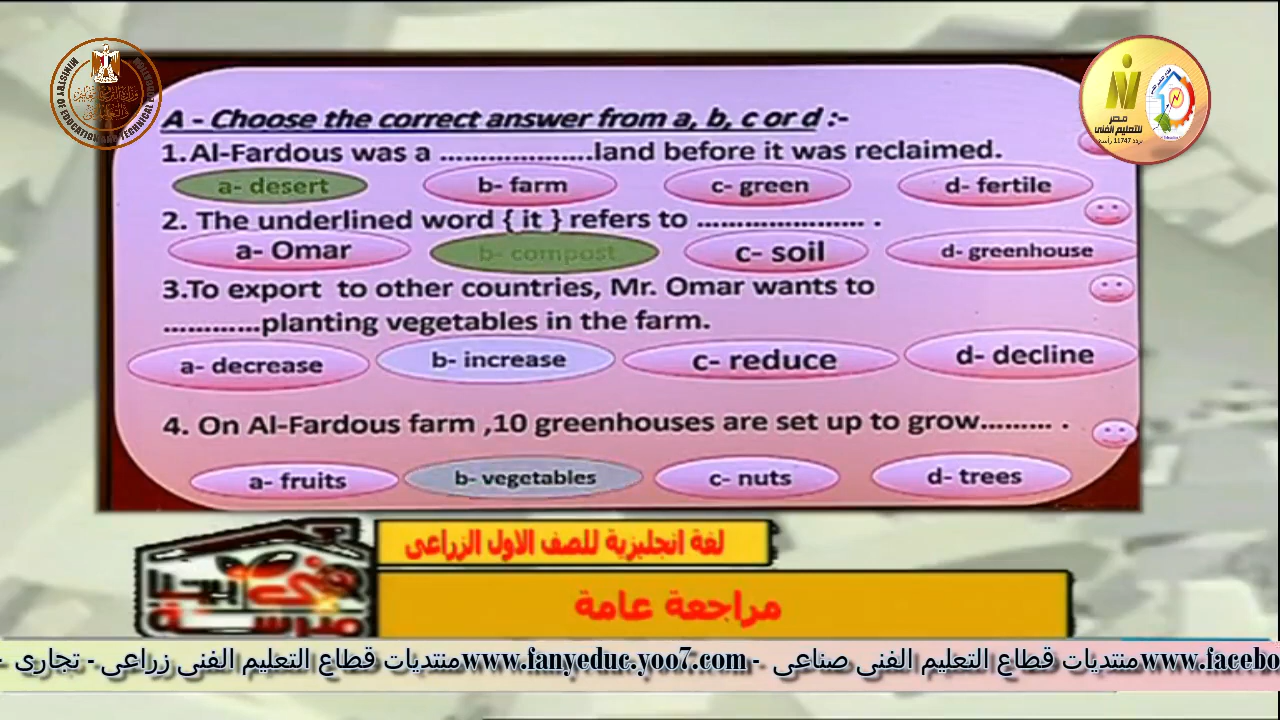 A - Choose the correct answer from a, b, c or d :-
1.Al-Fardous was a ....................land before it was reclaimed.
a- desert b- farm c- green d- fertile
2. The underlined word { it } refers to ...................... .
a- Omar b- compost c- soil d- greenhouse
3.To export to other countries, Mr. Omar wants to
.............planting vegetables in the farm.
a- decrease b- increase c- reduce d- decline
4. On Al-Fardous farm ,10 greenhouses are set up to grow......... .
a- fruits b- vegetables c- nuts d- trees
مصر
للتعليم الفنى
لغة انجليزية للصف الاول الزراعى
مراجعة عامة
www.facebo منتديات قطاع التعليم الفنى صناعى - www.fanyeduc.yoo7.com منتديات قطاع التعليم الفنى زراعى - تجارى -